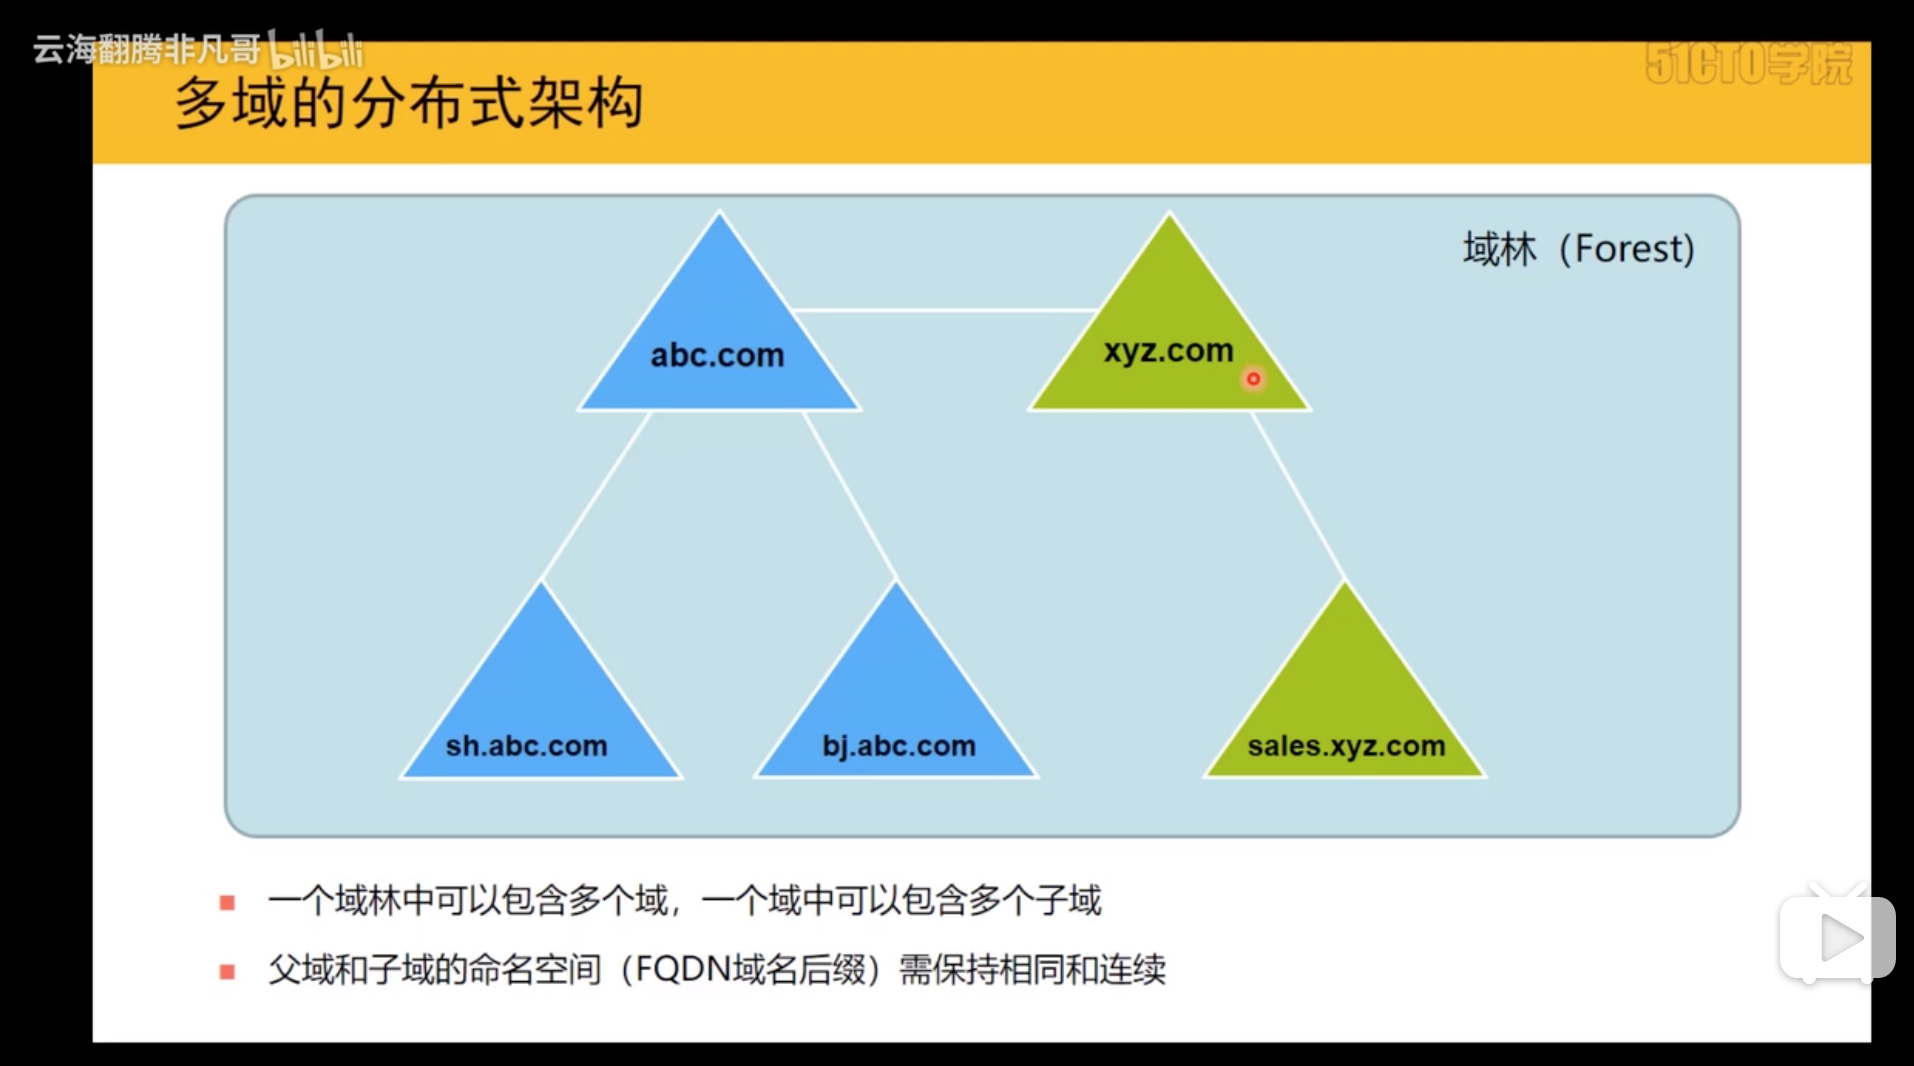 云海翻腾非凡哥 bilibili
51CTO学院
多域的分布式架构
域林（Forest)
abc.com
xyz.com
sh.abc.com
bj.abc.com
sales.xyz.com
一个域林中可以包含多个域，一个域中可以包含多个子域
父域和子域的命名空间（FQDN域名后缀）需保持相同和连续